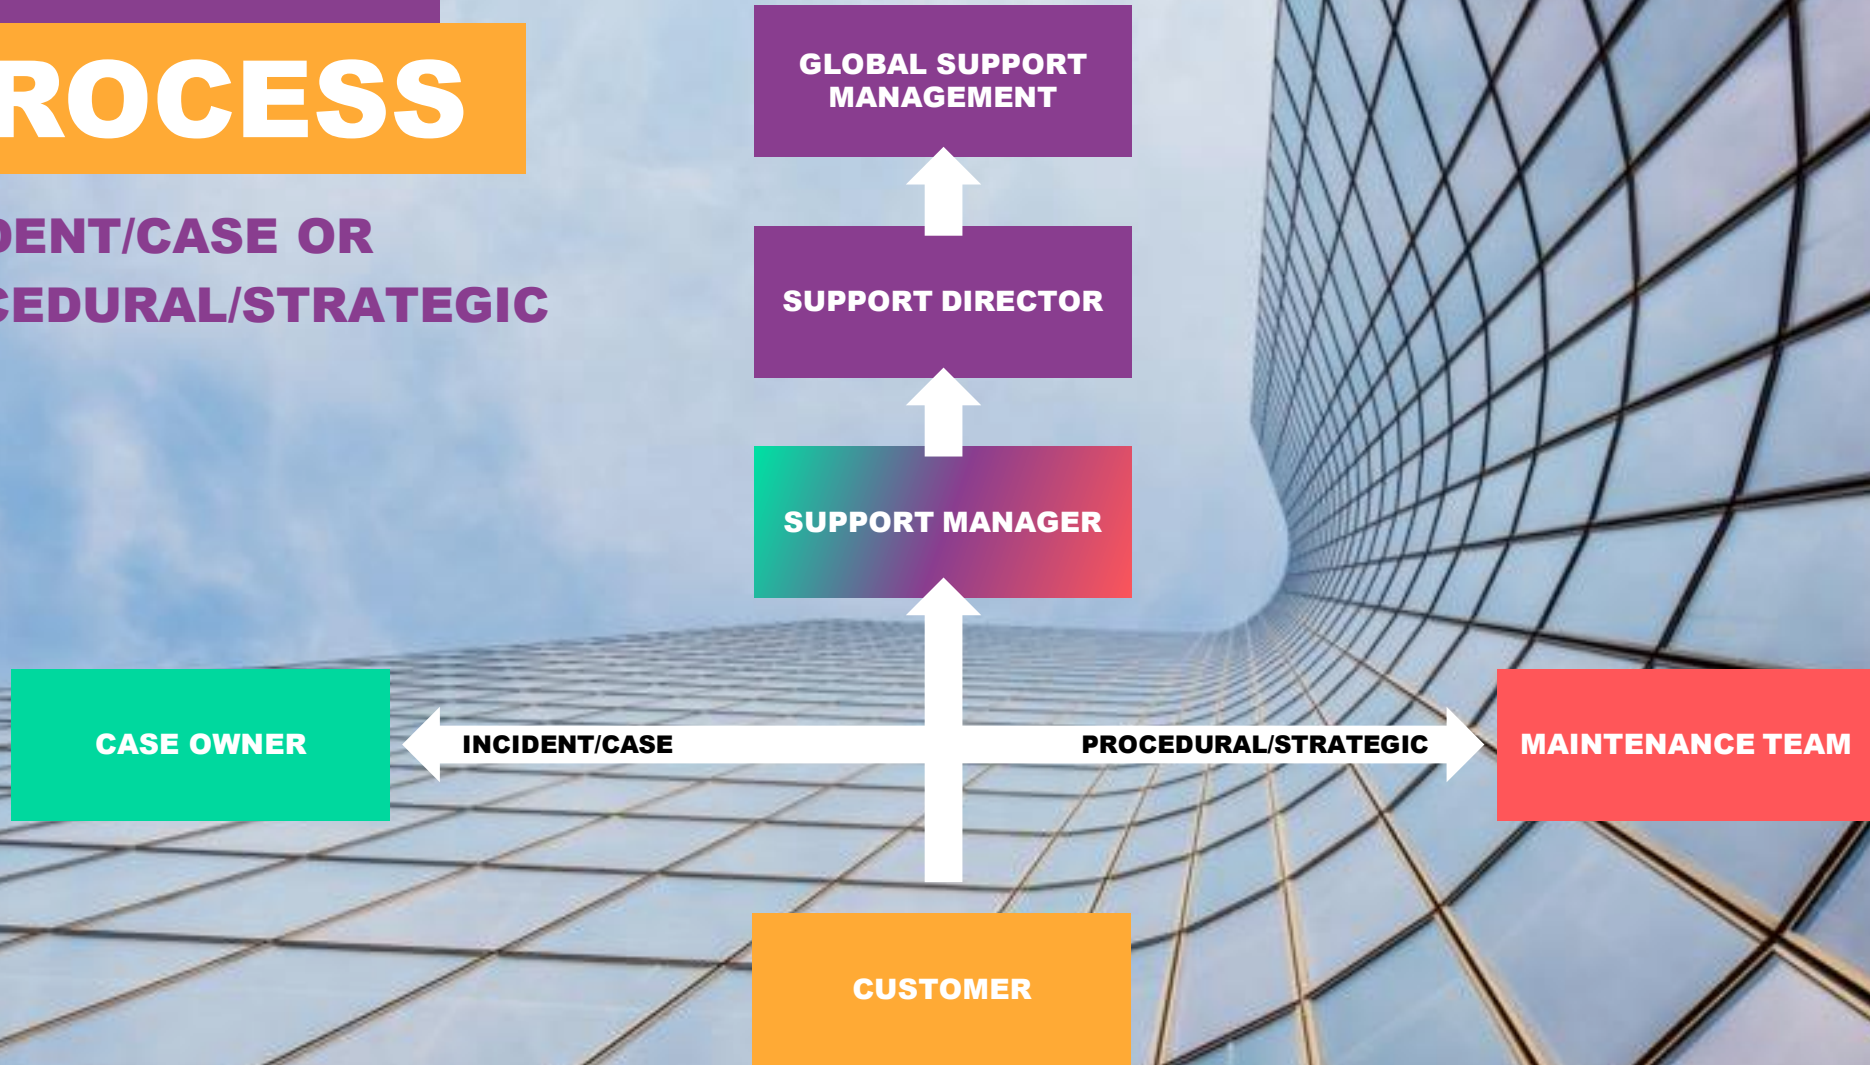 ROCESS
DENT/CASE OR
CEDURAL/STRATEGIC
GLOBAL SUPPORT
MANAGEMENT
SUPPORT DIRECTOR
SUPPORT MANAGER
CASE OWNER
INCIDENT/CASE
PROCEDURAL/STRATEGIC
MAINTENANCE TEAM
CUSTOMER